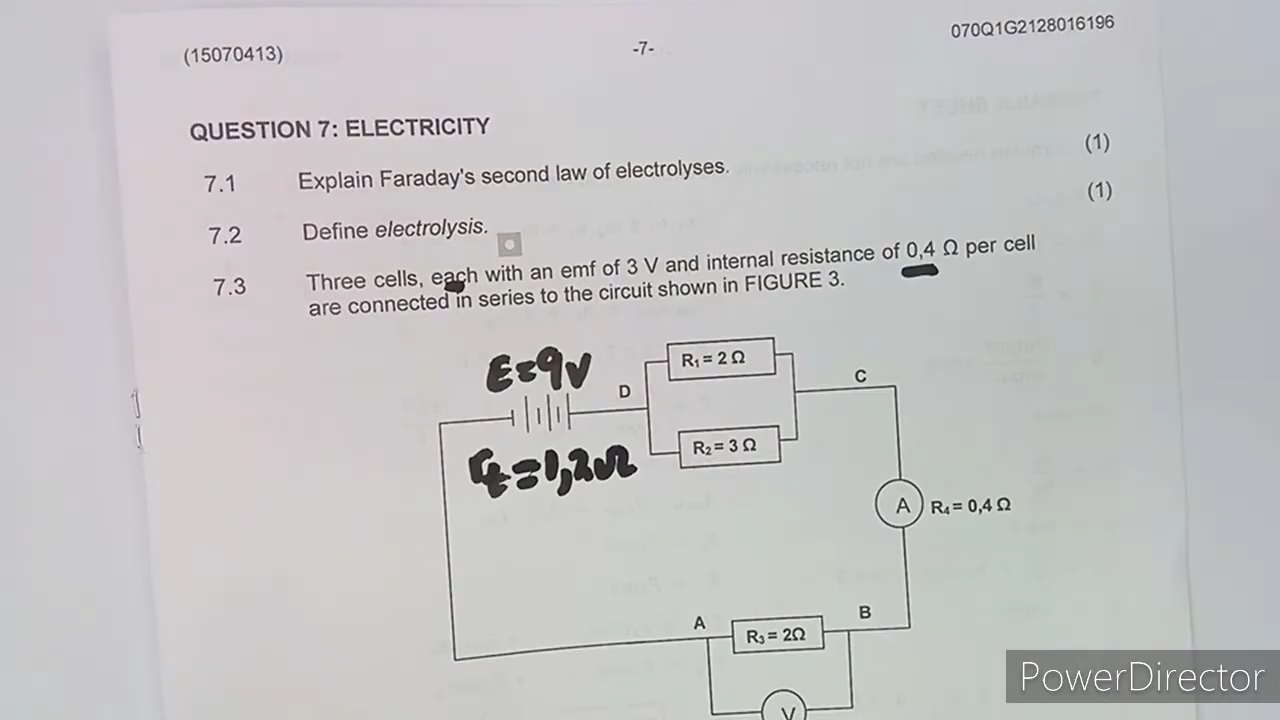 (15070413)
-7-
070Q1G2128016196
QUESTION 7: ELECTRICITY
7.1 Explain Faraday's second law of electrolyses. (1)
7.2 Define electrolysis. (1)
7.3 Three cells, each with an emf of 3 V and internal resistance of 0,4 Ω per cell
are connected in series to the circuit shown in FIGURE 3.
E=9V
D
R₁ = 2 Ω
C
R₂ = 3 Ω
rt=1,2Ω
A
R₄ = 0,4 Ω
A
B
R₃ = 2Ω
V
PowerDirector